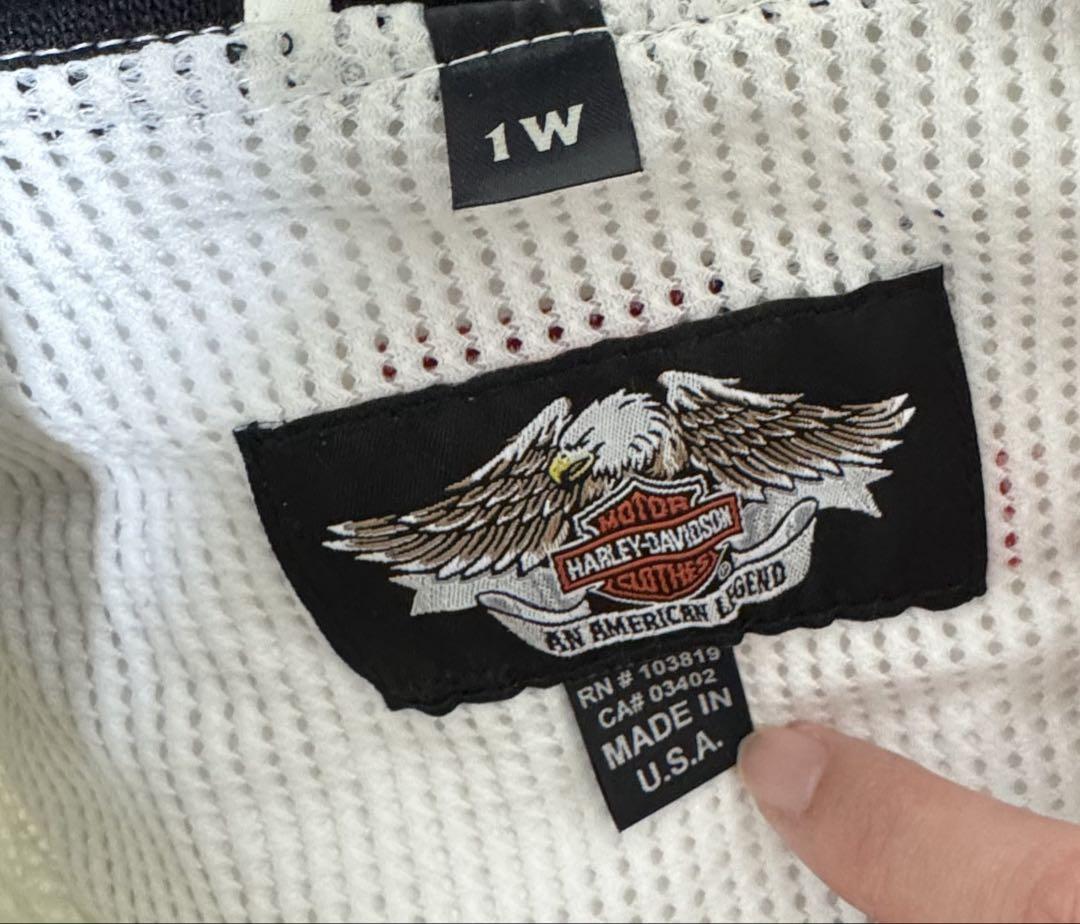 1W
MOTOR
HARLEY-DAVIDSON
CLOTHES
®
AN AMERICAN LEGEND
RN # 103819
CA# 03402
MADE IN
U.S.A.